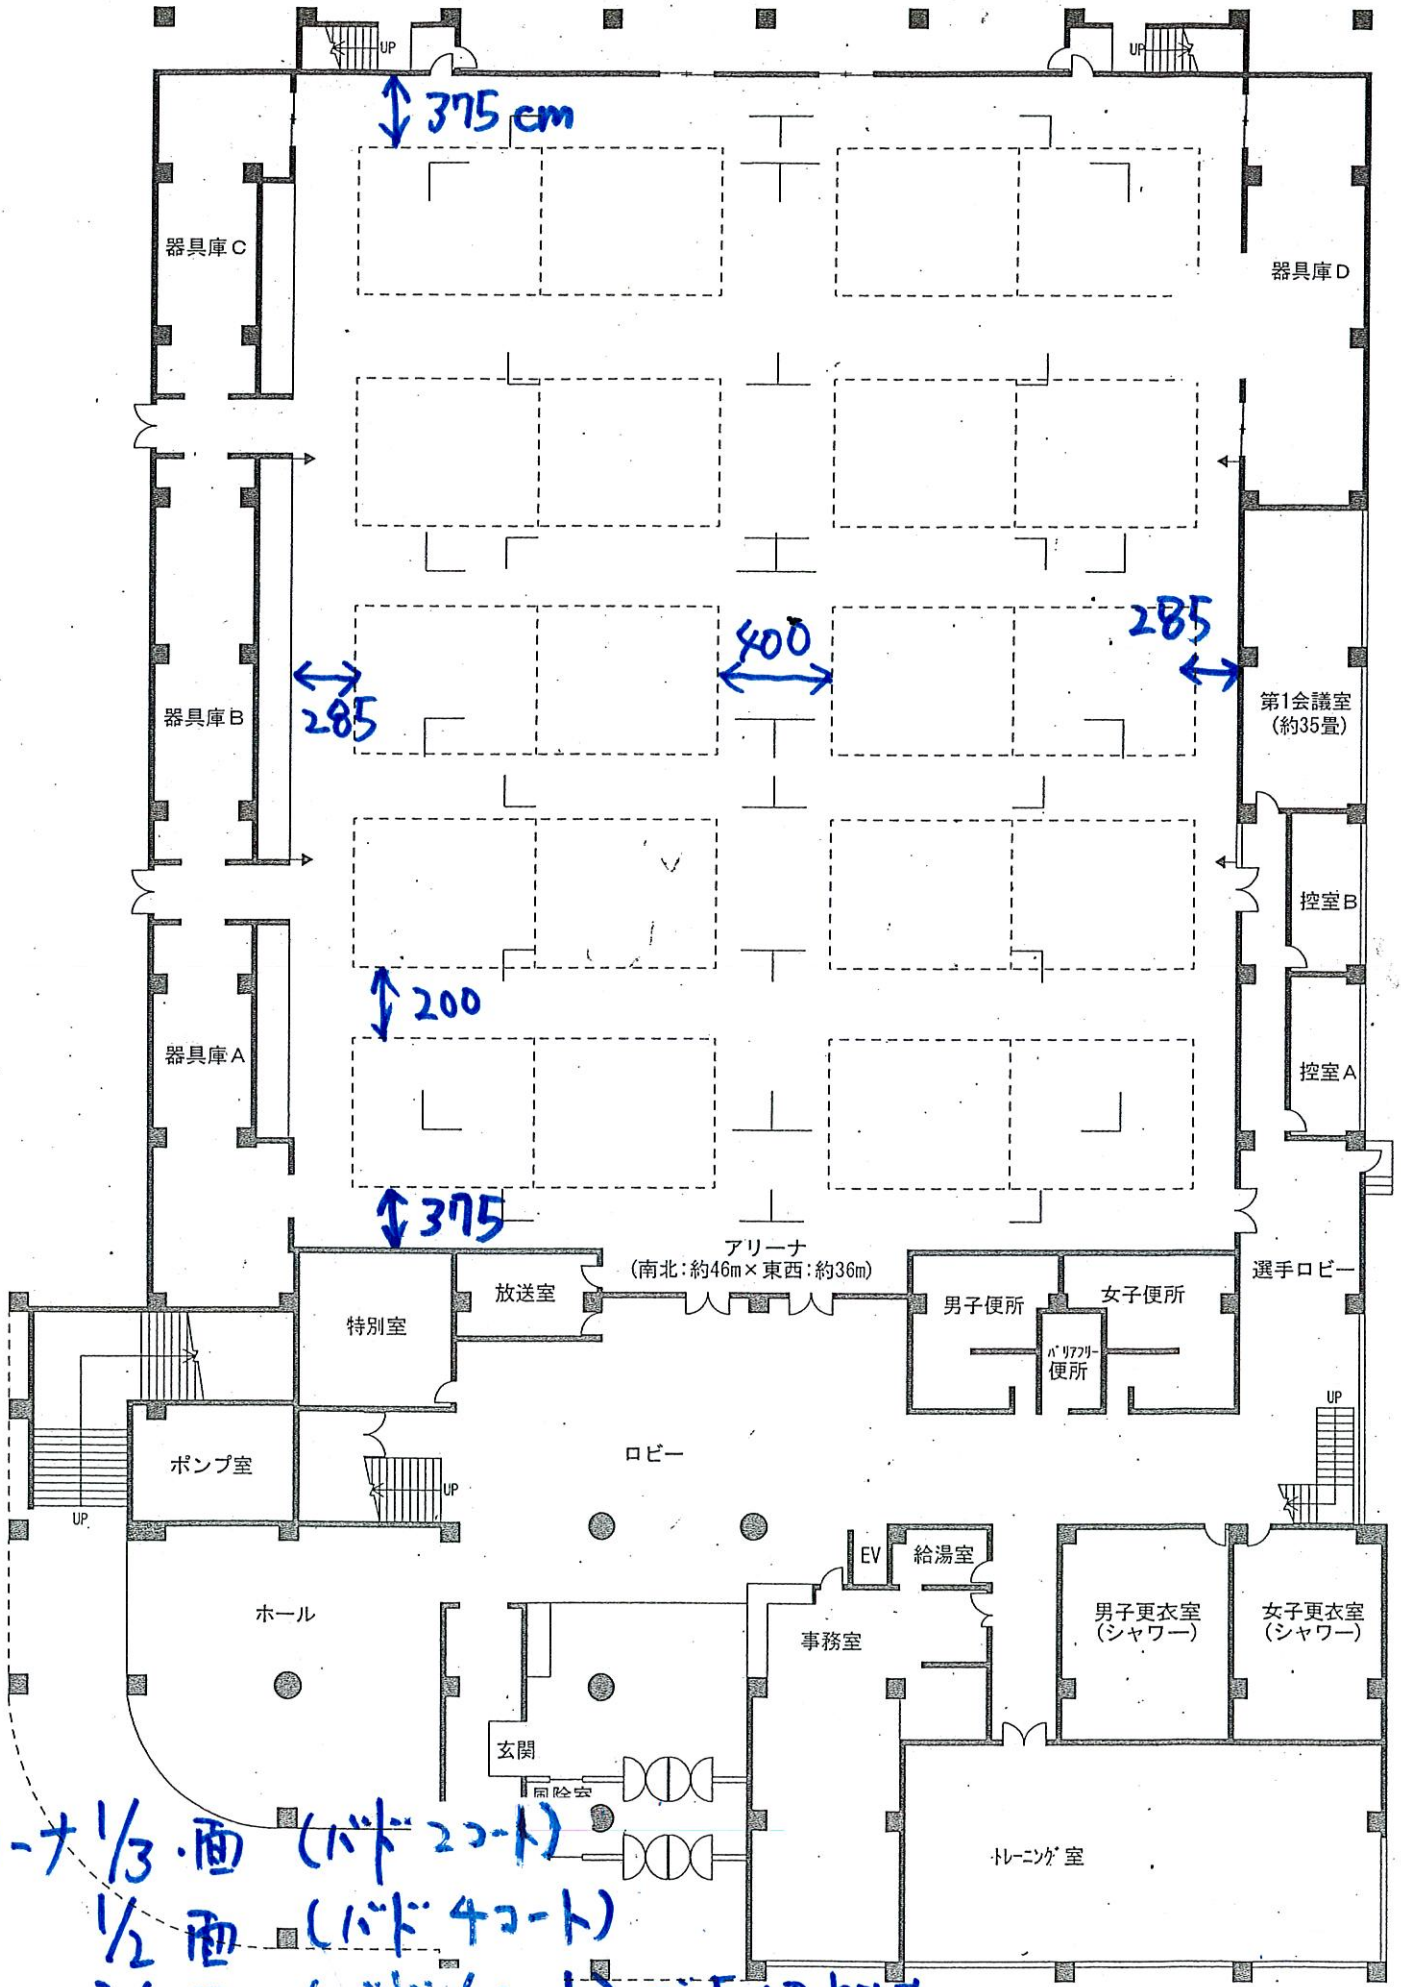 UP
UP
375 cm
器具庫C
器具庫D
400
285
285
器具庫B
第1会議室
(約35畳)
控室B
200
器具庫A
控室A
375
アリーナ
(南北:約46m×東西:約36m)
選手ロビー
放送室
男子便所
女子便所
特別室
バリアフリー
便所
UP
ロビー
ポンプ室
UP
UP
EV
給湯室
ホール
男子更衣室
(シャワー)
女子更衣室
(シャワー)
事務室
玄関
風除室
トレーニング室
ーナ 1/3 面 (バド 2コート)
1/2 面 (バド 4コート)